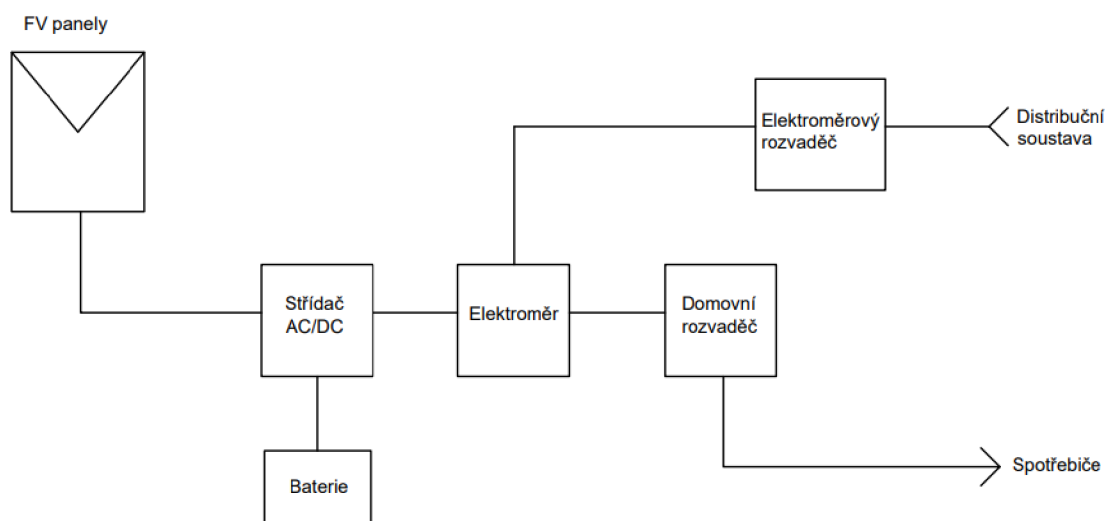 FV panely
Elektroměrový
rozvaděč
Distribuční
soustava
Střídač
AC/DC
Elektroměr
Domovní
rozvaděč
Baterie
Spotřebiče